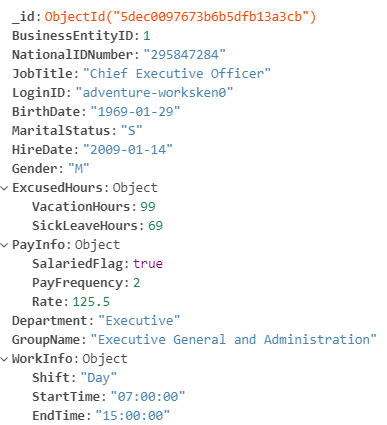 _id: ObjectId("5dec0097673b6b5dfb13a3cb")
BusinessEntityID: 1
NationalIDNumber: "295847284"
JobTitle: "Chief Executive Officer"
LoginID: "adventure-worksken0"
BirthDate: "1969-01-29"
MaritalStatus: "S"
HireDate: "2009-01-14"
Gender: "M"
ExcusedHours: Object
VacationHours: 99
SickLeaveHours: 69
PayInfo: Object
SalariedFlag: true
PayFrequency: 2
Rate: 125.5
Department: "Executive"
GroupName: "Executive General and Administration"
WorkInfo: Object
Shift: "Day"
StartTime: "07:00:00"
EndTime: "15:00:00"